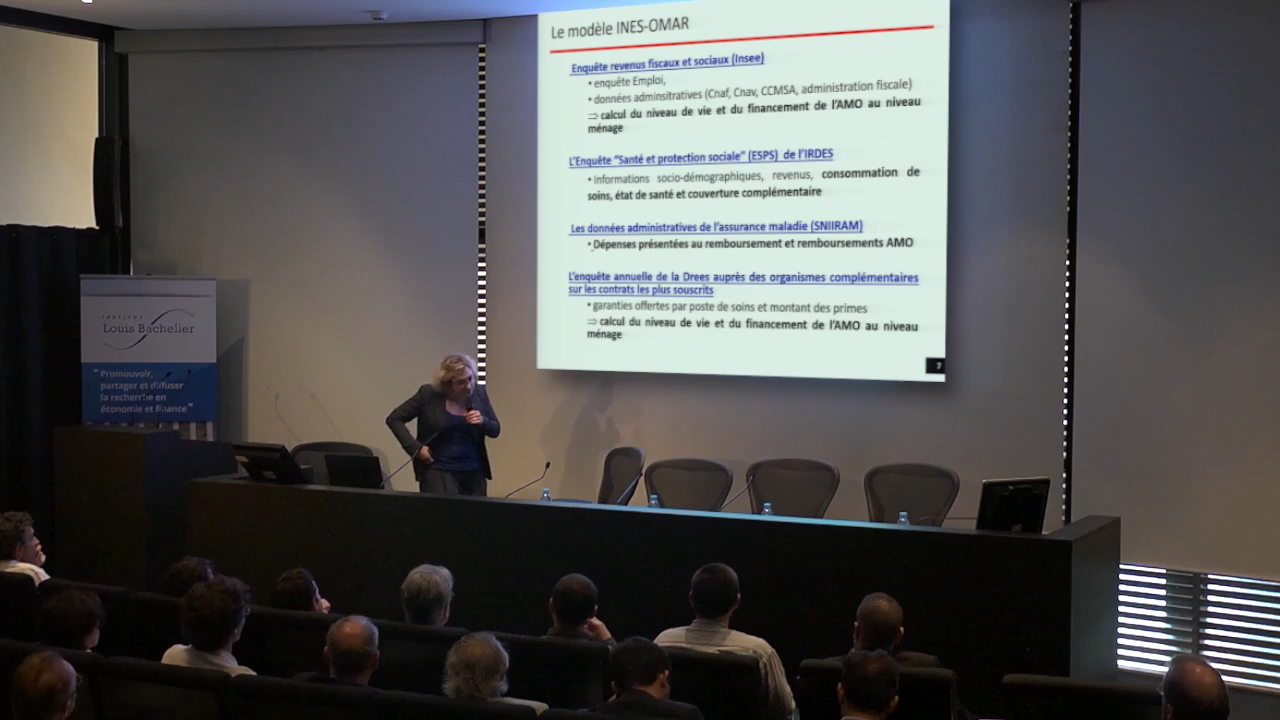 Le modèle INES-OMAR
Enquête revenus fiscaux et sociaux (Insee)
• enquête Emploi,
• données adminsitratives (Cnaf, Cnav, CCMSA, administration fiscale)
⇒ calcul du niveau de vie et du financement de l'AMO au niveau
ménage
L'Enquête "Santé et protection sociale" (ESPS) de l'IRDES
• Informations socio-démographiques, revenus, consommation de
soins, état de santé et couverture complémentaire
Les données administratives de l'assurance maladie (SNIIRAM)
• Dépenses présentées au remboursement et remboursements AMO
L'enquête annuelle de la Drees auprès des organismes complémentaires
sur les contrats les plus souscrits
• garanties offertes par poste de soins et montant des primes
⇒ calcul du niveau de vie et du financement de l'AMO au niveau
ménage
7
INSTITUT
Louis Bachelier
"Promouvoir,
partager et diffuser
la recherche en
économie et finance"